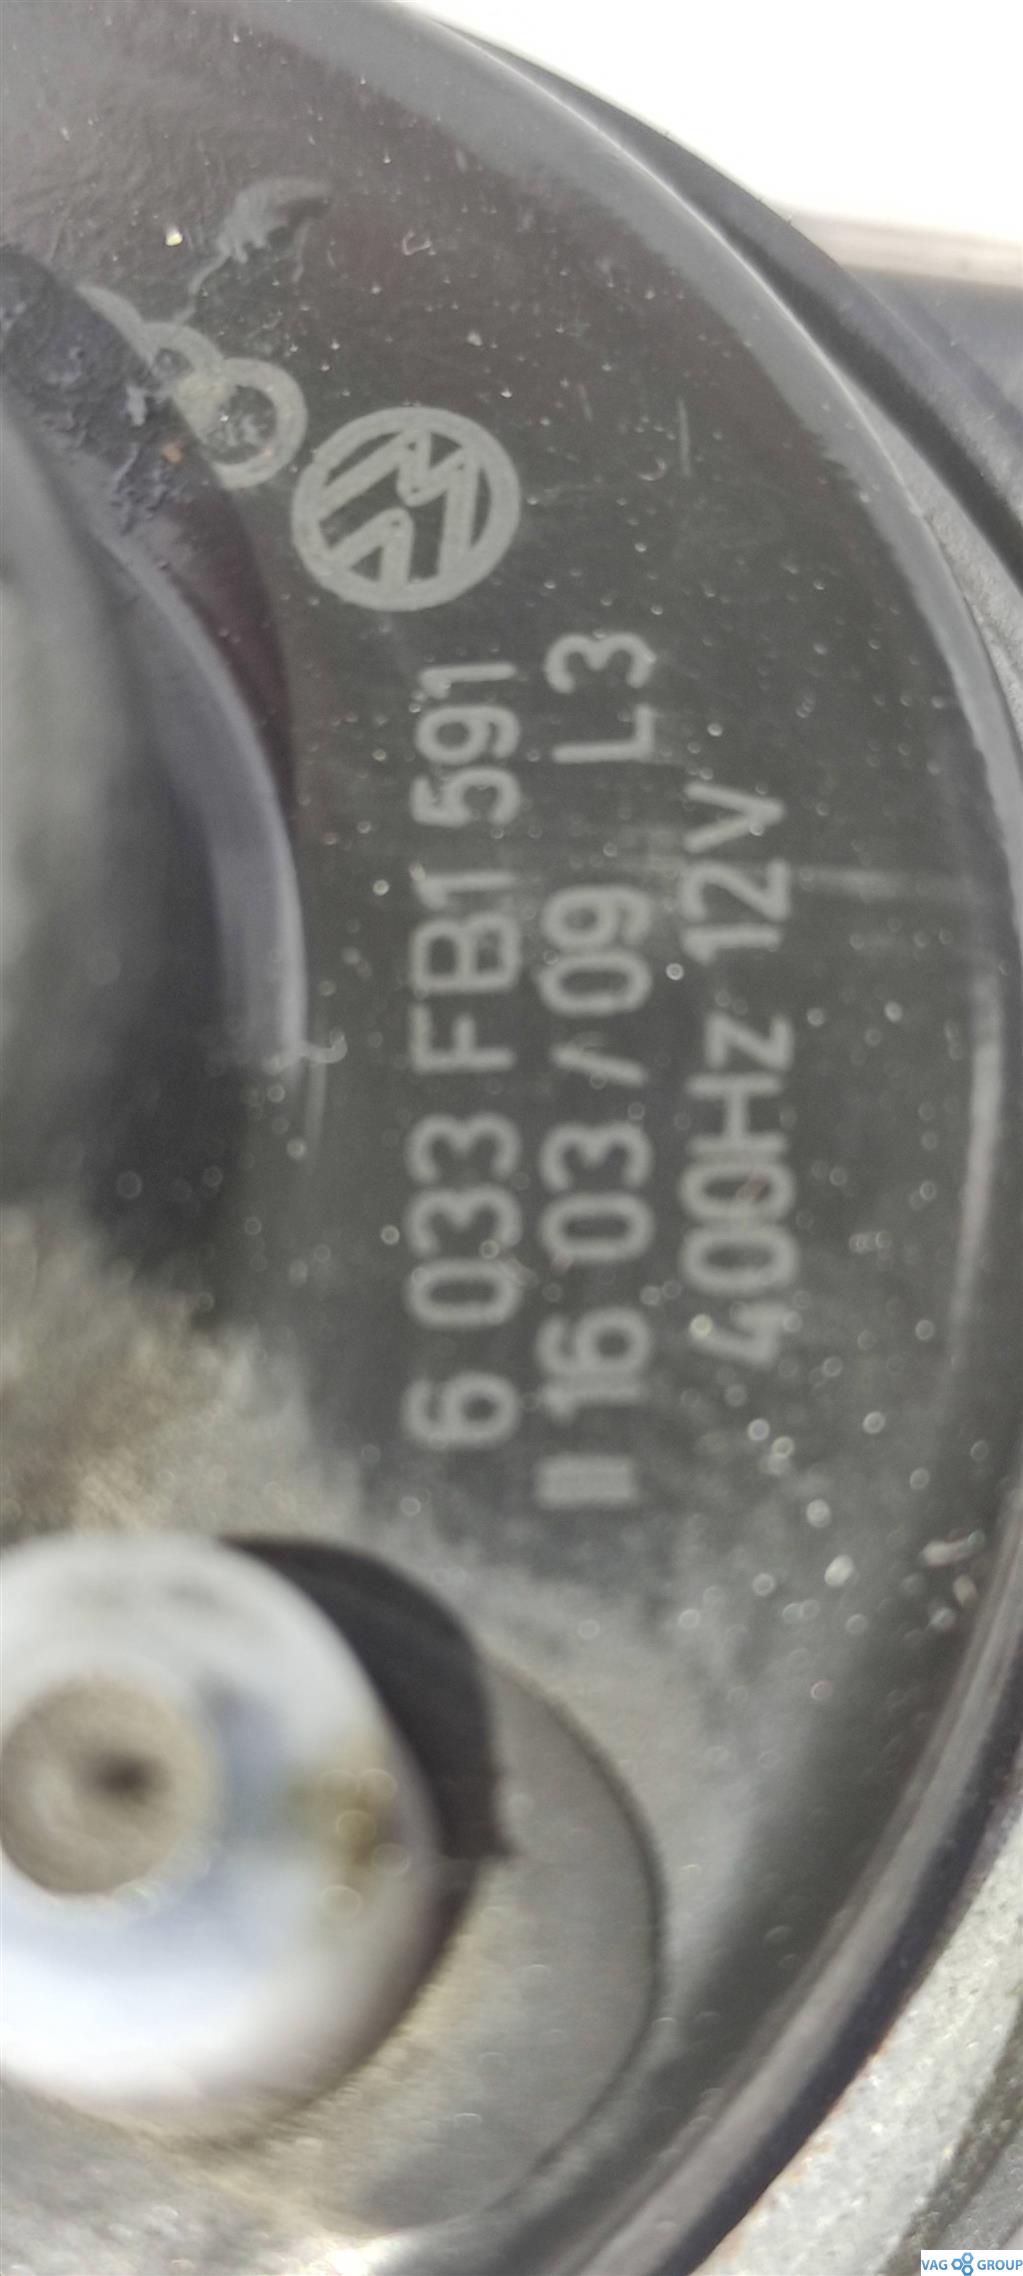 6 033 FB1 591
16 03 / 09 L3
400Hz 12V
VAG GROUP